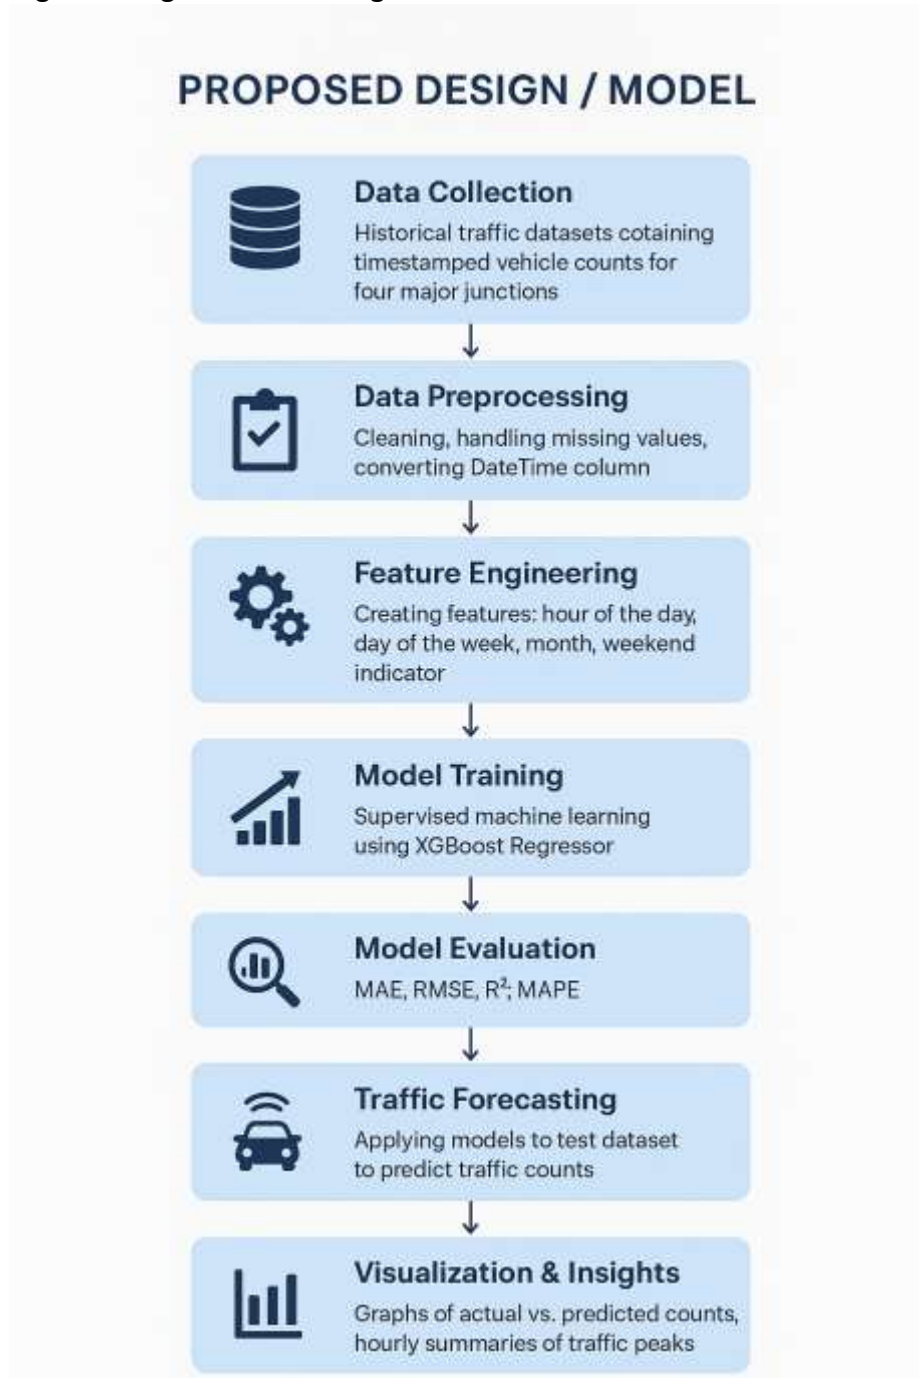 PROPOSED DESIGN / MODEL
Data Collection
Historical traffic datasets cotaining
timestamped vehicle counts for
four major junctions
Data Preprocessing
Cleaning, handling missing values,
converting DateTime column
Feature Engineering
Creating features: hour of the day,
day of the week, month, weekend
indicator
Model Training
Supervised machine learning
using XGBoost Regressor
Model Evaluation
MAE, RMSE, R²; MAPE
Traffic Forecasting
Applying models to test dataset
to predict traffic counts
Visualization & Insights
Graphs of actual vs. predicted counts,
hourly summaries of traffic peaks